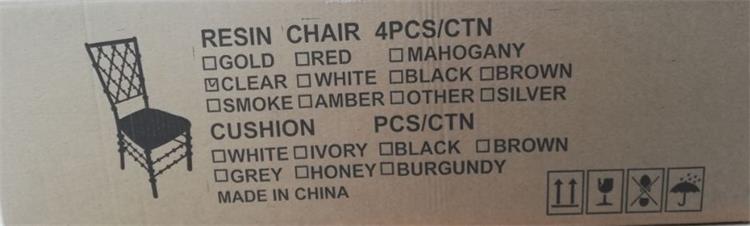 RESIN CHAIR 4PCS/CTN
☐GOLD ☐RED ☐MAHOGANY
☑CLEAR ☐WHITE ☐BLACK ☐BROWN
☐SMOKE ☐AMBER ☐OTHER ☐SILVER
CUSHION PCS/CTN
☐WHITE ☐IVORY ☐BLACK ☐BROWN
☐GREY ☐HONEY ☐BURGUNDY
MADE IN CHINA